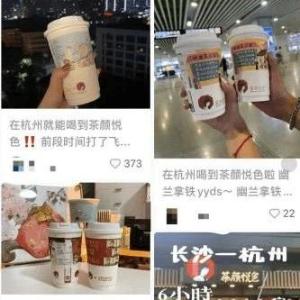 在杭州就能喝到茶颜悦
色‼️ 前段时间打了飞...
373
在杭州喝到茶颜悦色啦 幽
兰拿铁yyds～ 幽兰拿铁...
22
长沙—杭州
茶颜悦色
6小時